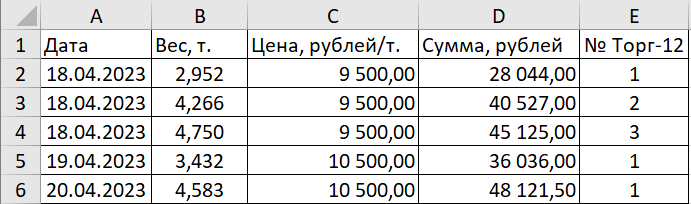 A B C D E
1 Дата Вес, т. Цена, рублей/т. Сумма, рублей № Торг-12
2 18.04.2023 2,952 9 500,00 28 044,00 1
3 18.04.2023 4,266 9 500,00 40 527,00 2
4 18.04.2023 4,750 9 500,00 45 125,00 3
5 19.04.2023 3,432 10 500,00 36 036,00 1
6 20.04.2023 4,583 10 500,00 48 121,50 1